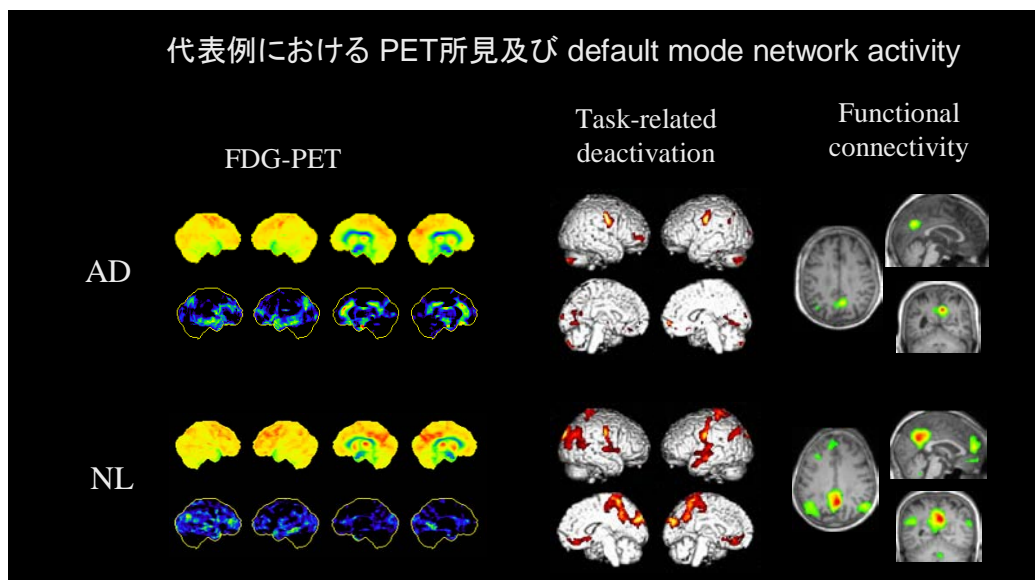 代表例における PET所見及び default mode network activity
FDG-PET
Task-related
deactivation
Functional
connectivity
AD
NL